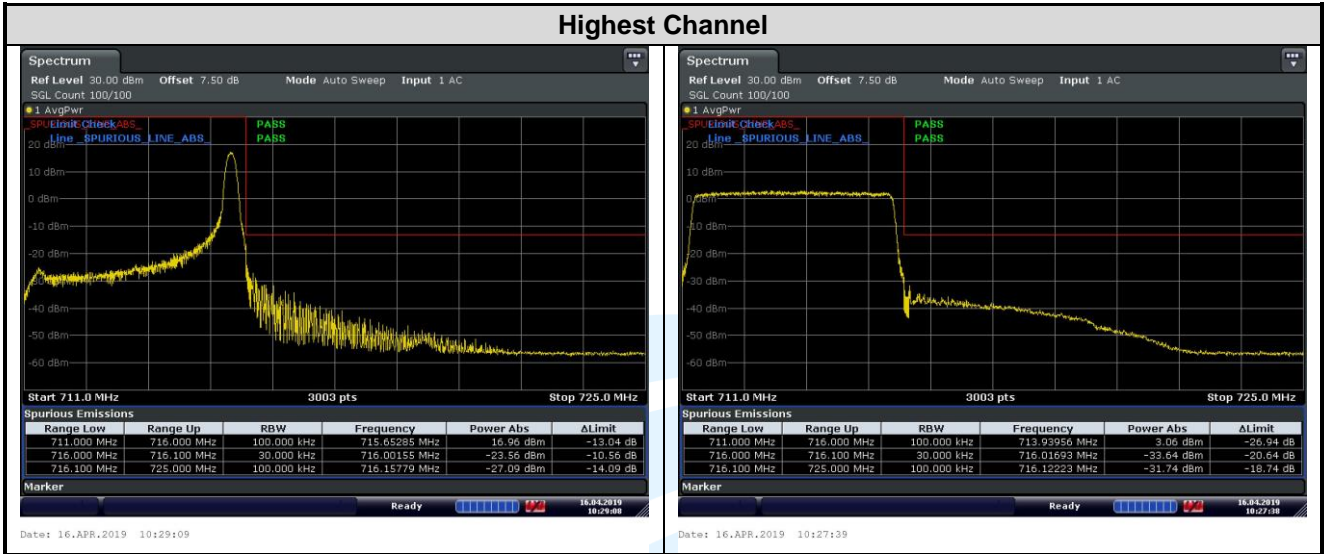 Highest Channel
Spectrum
Ref Level 30.00 dBm Offset 7.50 dB Mode Auto Sweep Input 1 AC
SGL Count 100/100
1 AvgPwr
Limit Check PASS
Line _SPURIOUS_LINE_ABS_ PASS
20 dBm
10 dBm
0 dBm
-10 dBm
-20 dBm
-30 dBm
-40 dBm
-50 dBm
-60 dBm
Start 711.0 MHz 3003 pts Stop 725.0 MHz
Spurious Emissions
Range Low Range Up RBW Frequency Power Abs ΔLimit
711.000 MHz 716.000 MHz 100.000 kHz 715.65285 MHz 16.96 dBm -13.04 dB
716.000 MHz 716.100 MHz 30.000 kHz 716.00155 MHz -23.56 dBm -10.56 dB
716.100 MHz 725.000 MHz 100.000 kHz 716.15779 MHz -27.09 dBm -14.09 dB
Marker
Ready 16.04.2019
10:29:08
Date: 16.APR.2019 10:29:09
Spectrum
Ref Level 30.00 dBm Offset 7.50 dB Mode Auto Sweep Input 1 AC
SGL Count 100/100
1 AvgPwr
Limit Check PASS
Line _SPURIOUS_LINE_ABS_ PASS
20 dBm
10 dBm
0 dBm
-10 dBm
-20 dBm
-30 dBm
-40 dBm
-50 dBm
-60 dBm
Start 711.0 MHz 3003 pts Stop 725.0 MHz
Spurious Emissions
Range Low Range Up RBW Frequency Power Abs ΔLimit
711.000 MHz 716.000 MHz 100.000 kHz 713.93956 MHz 3.06 dBm -26.94 dB
716.000 MHz 716.100 MHz 30.000 kHz 716.01693 MHz -33.64 dBm -20.64 dB
716.100 MHz 725.000 MHz 100.000 kHz 716.12223 MHz -31.74 dBm -18.74 dB
Marker
Ready 16.04.2019
10:27:38
Date: 16.APR.2019 10:27:39